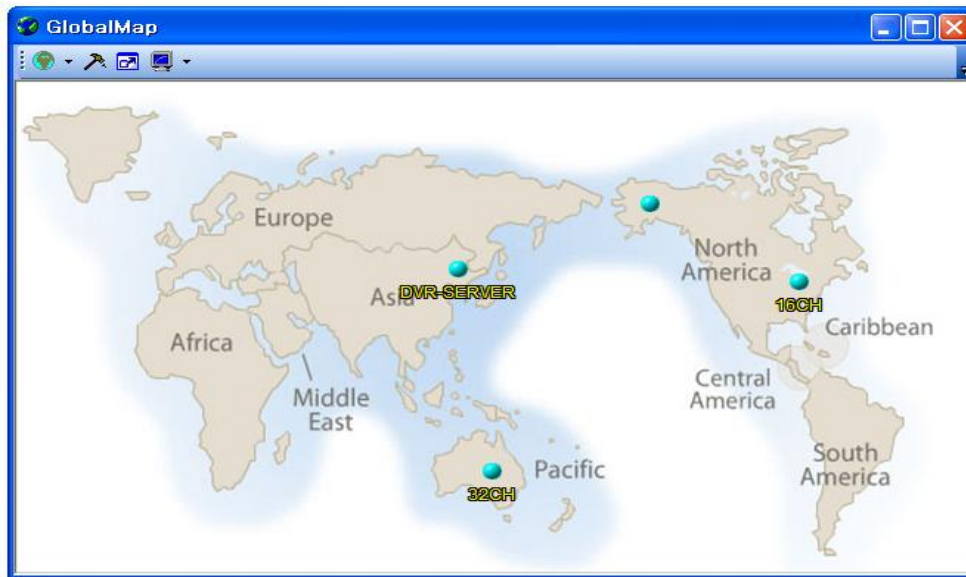 GlobalMap
Europe
North
America
Asia
DVR-SERVER
16CH
Caribbean
Africa
Middle
East
Central
America
South
America
Pacific
32CH